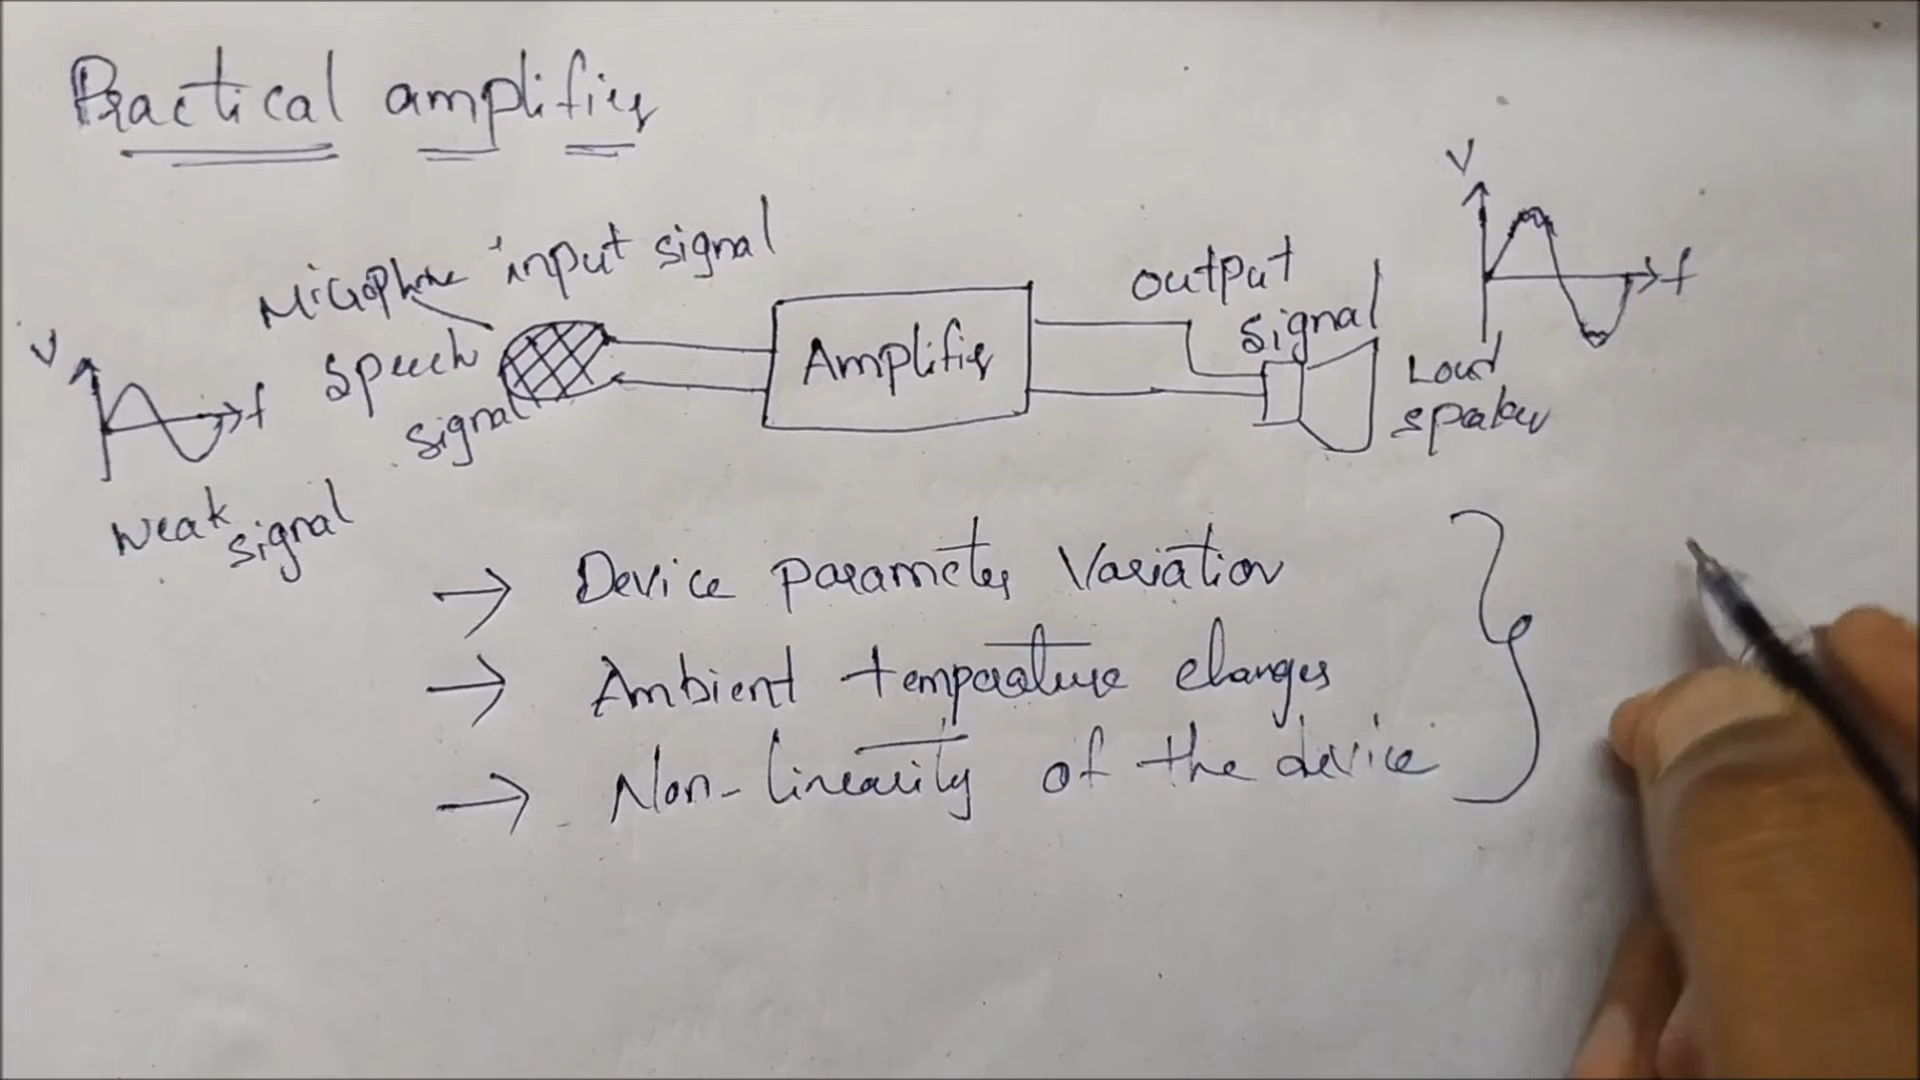 Practical amplifier
Microphone input signal
speech
signal
V
f
weak
signal
Amplifier
output
signal
V
f
Loud
speaker
→ Device parameter Variation
→ Ambient temperature changes
→ Non-linearity of the device